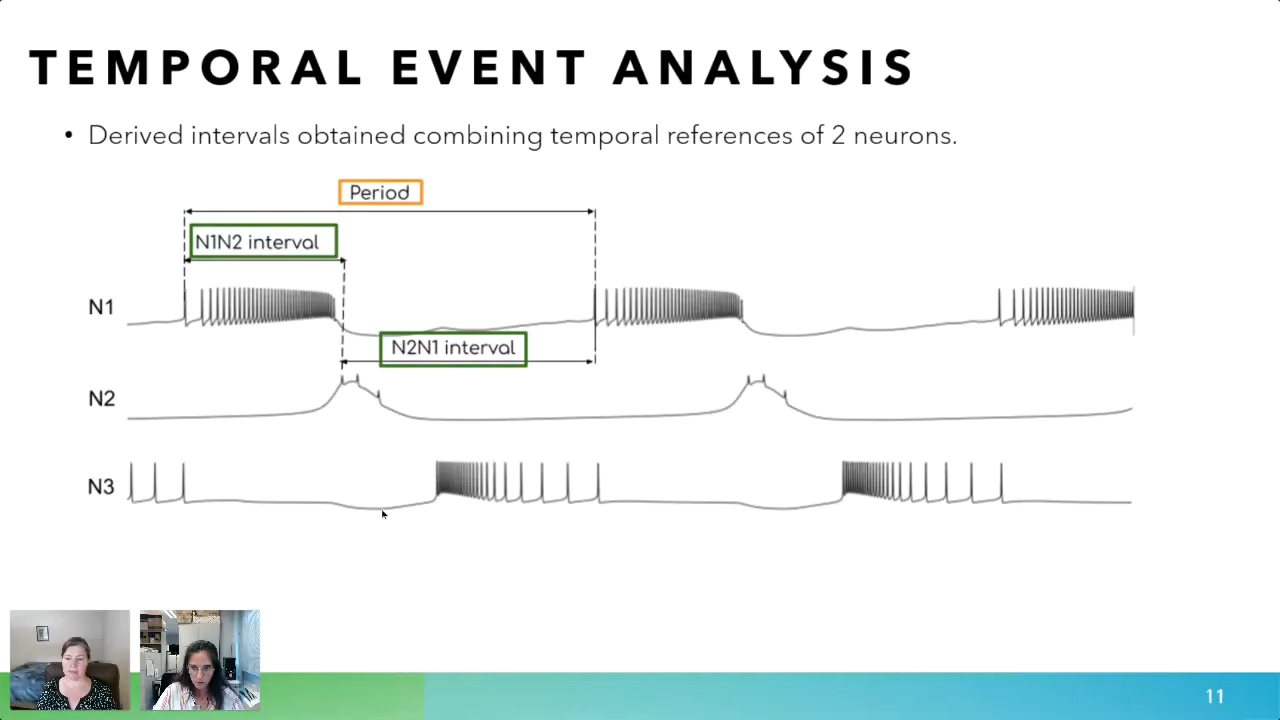 TEMPORAL EVENT ANALYSIS
• Derived intervals obtained combining temporal references of 2 neurons.
Period
N1N2 interval
N1
N2N1 interval
N2
N3
11